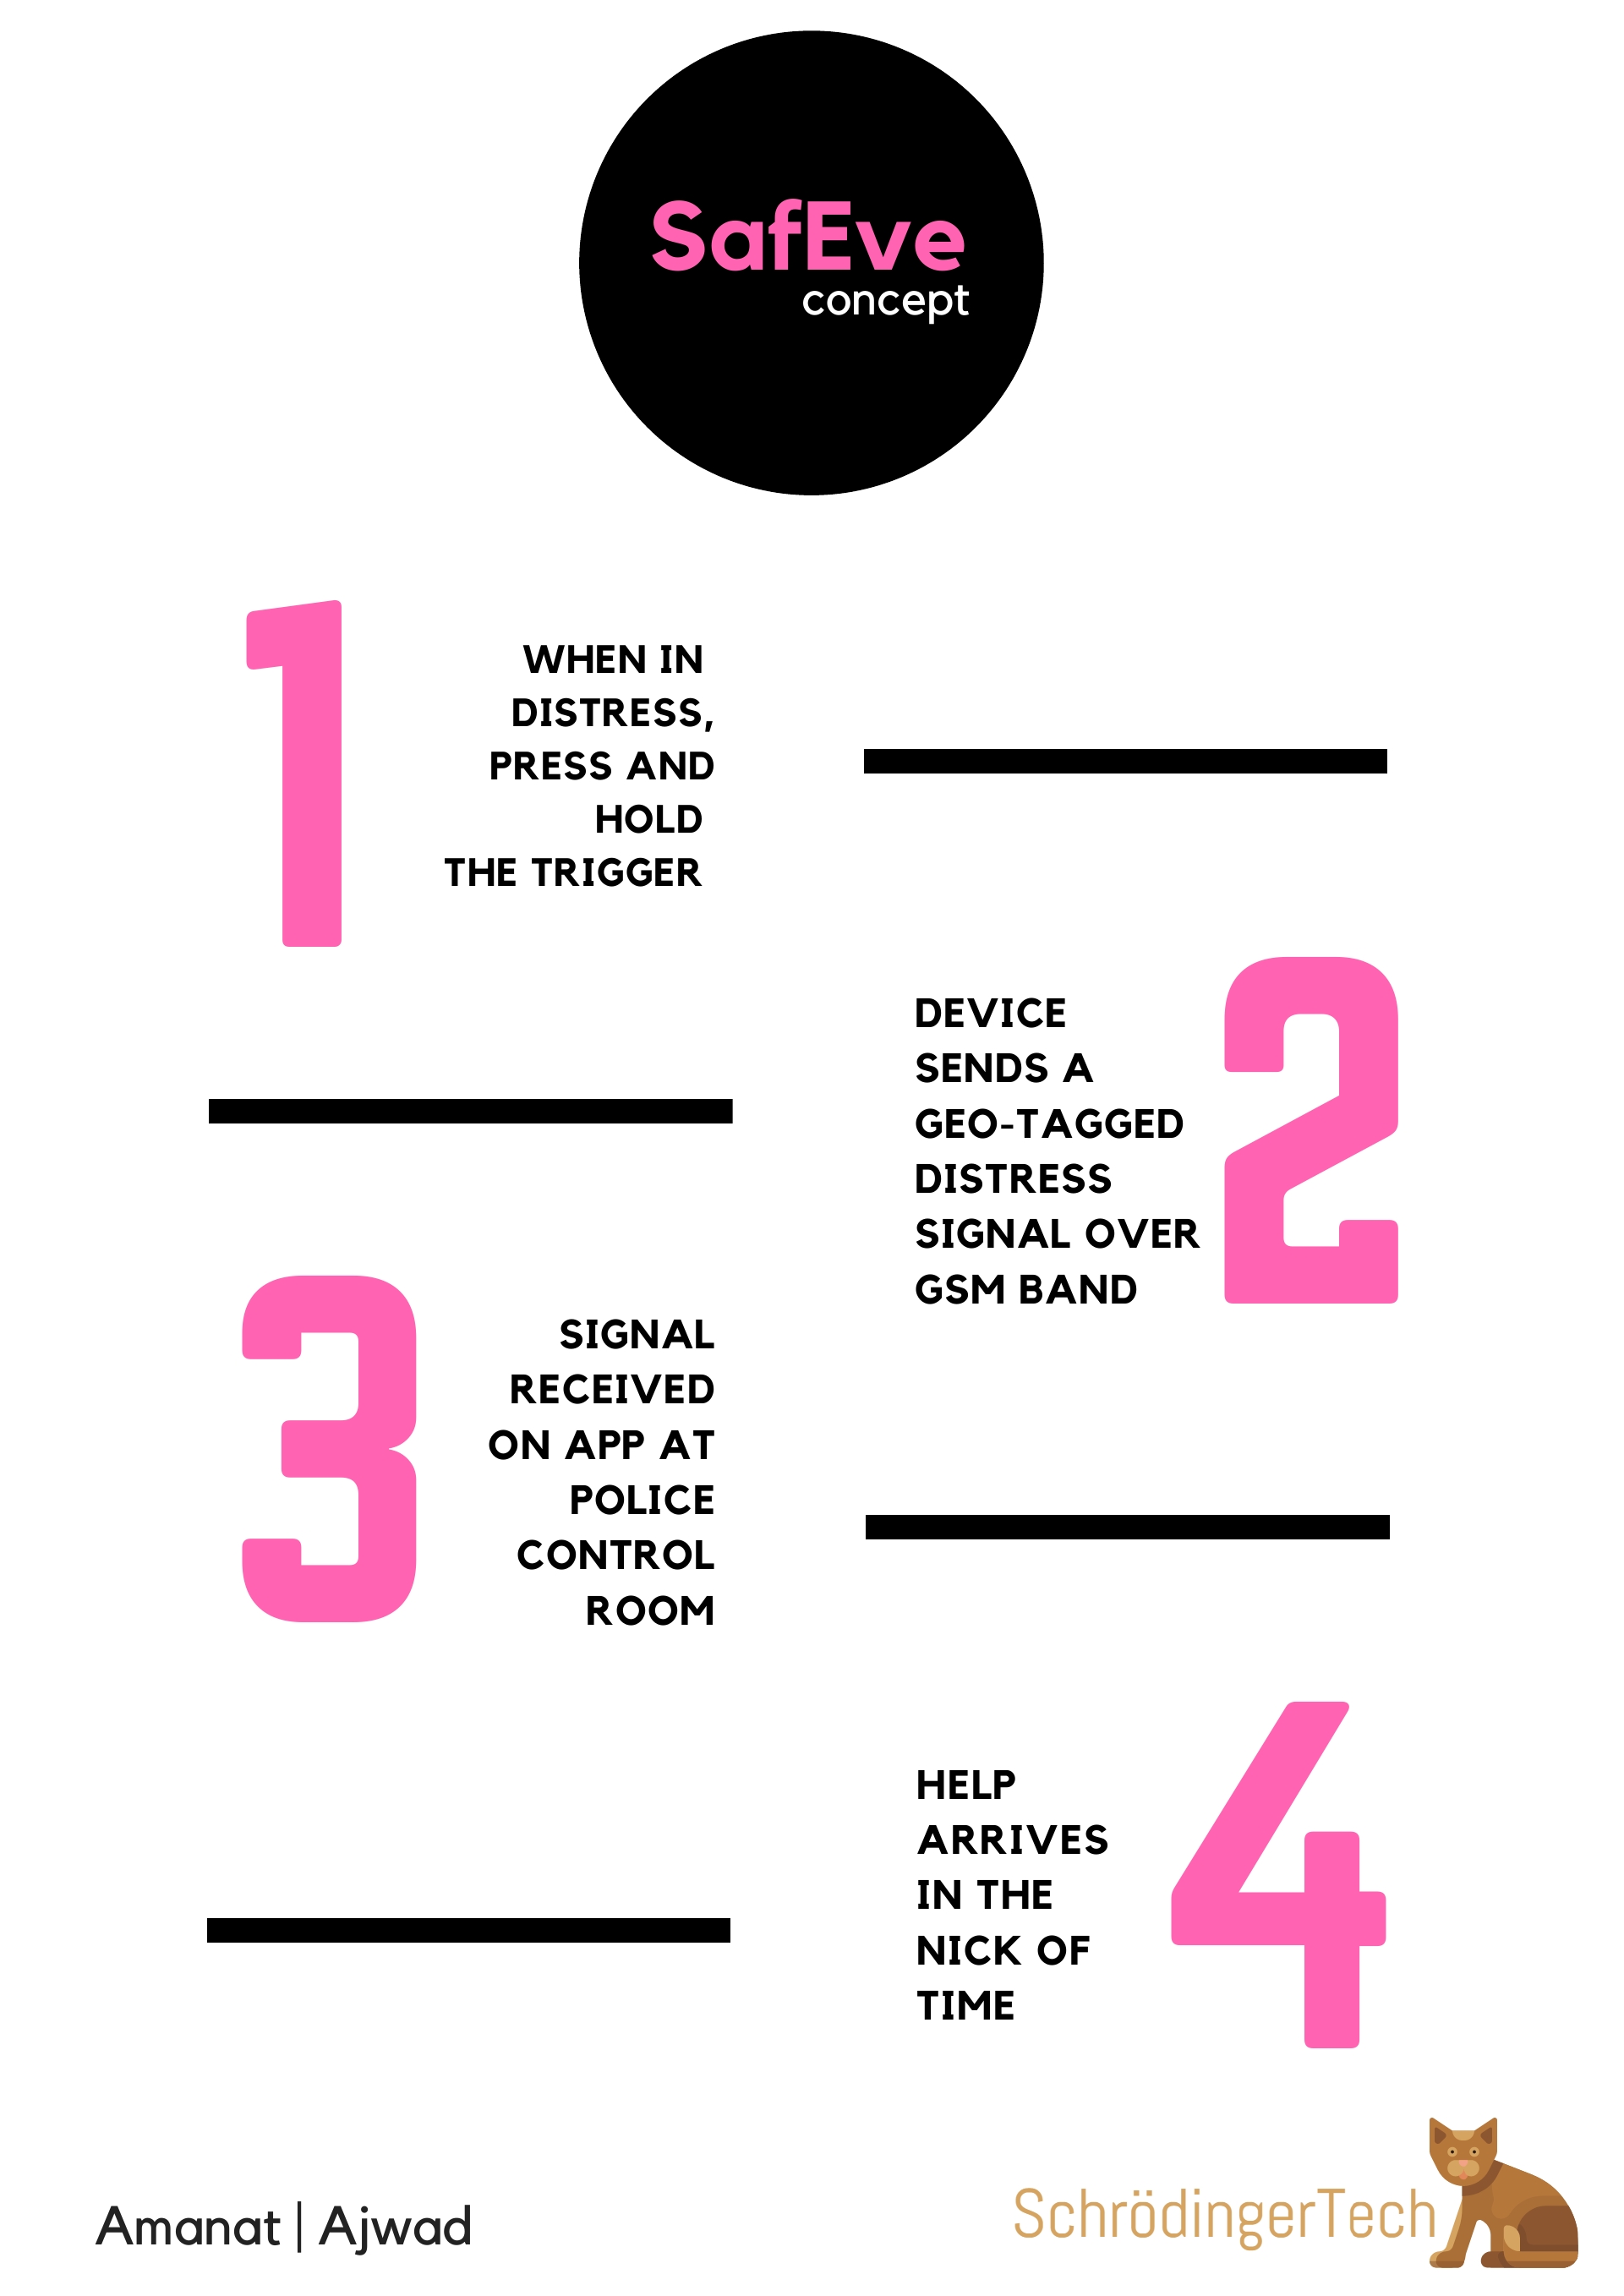 SafEve
concept
1
WHEN IN
DISTRESS,
PRESS AND
HOLD
THE TRIGGER
2
DEVICE
SENDS A
GEO-TAGGED
DISTRESS
SIGNAL OVER
GSM BAND
3
SIGNAL
RECEIVED
ON APP AT
POLICE
CONTROL
ROOM
4
HELP
ARRIVES
IN THE
NICK OF
TIME
Amanat | Ajwad
SchrödingerTech